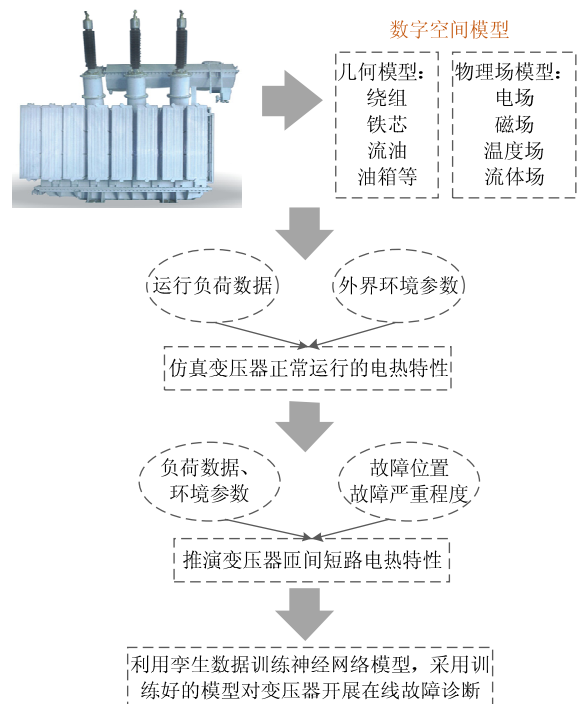 数字空间模型
几何模型：
绕组
铁芯
流油
油箱等
物理场模型：
电场
磁场
温度场
流体场
运行负荷数据
外界环境参数
仿真变压器正常运行的电热特性
负荷数据、
环境参数
故障位置
故障严重程度
推演变压器匝间短路电热特性
利用孪生数据训练神经网络模型，采用训
练好的模型对变压器开展在线故障诊断